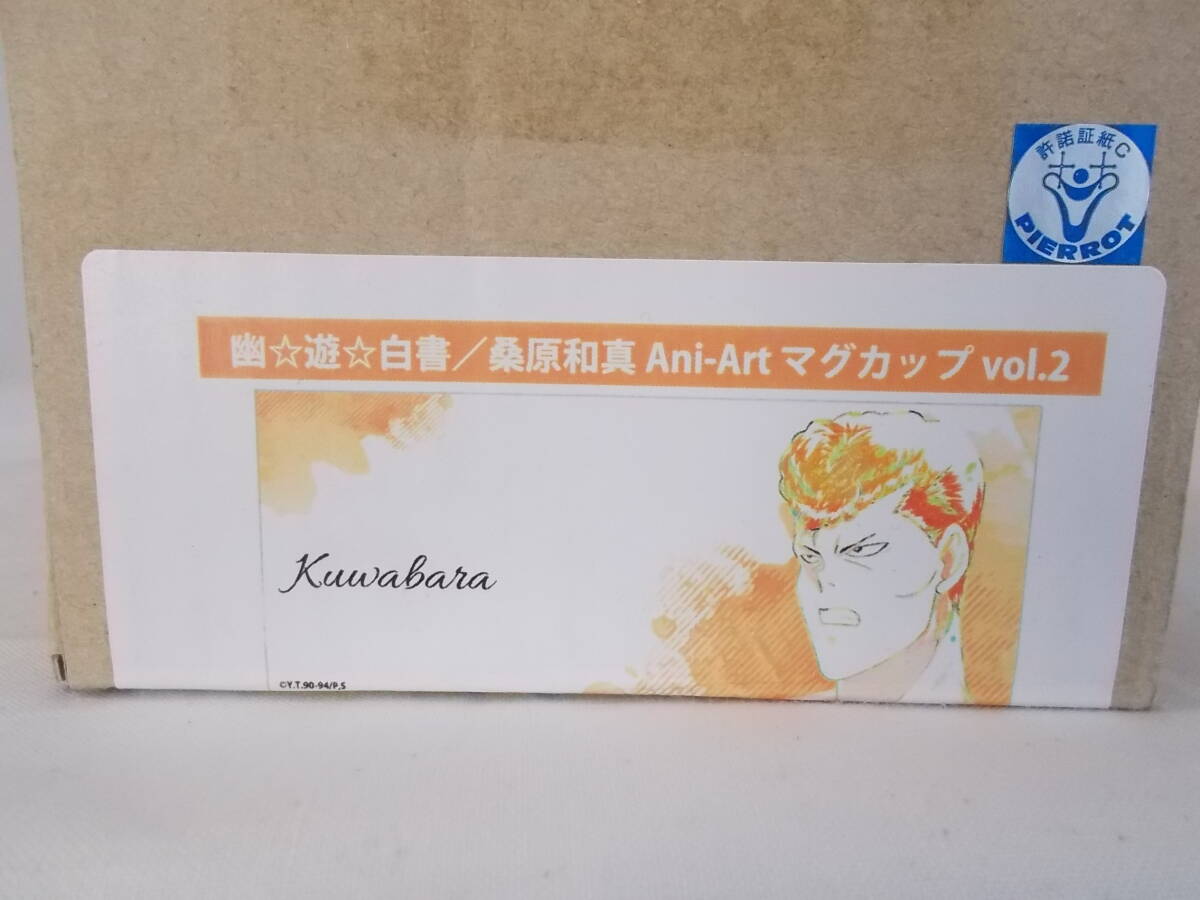 許諾証紙C
PIERROT
幽☆遊☆白書／桑原和真 Ani-Art マグカップ vol.2
Kuwabara
©Y.T.90-94/P,S